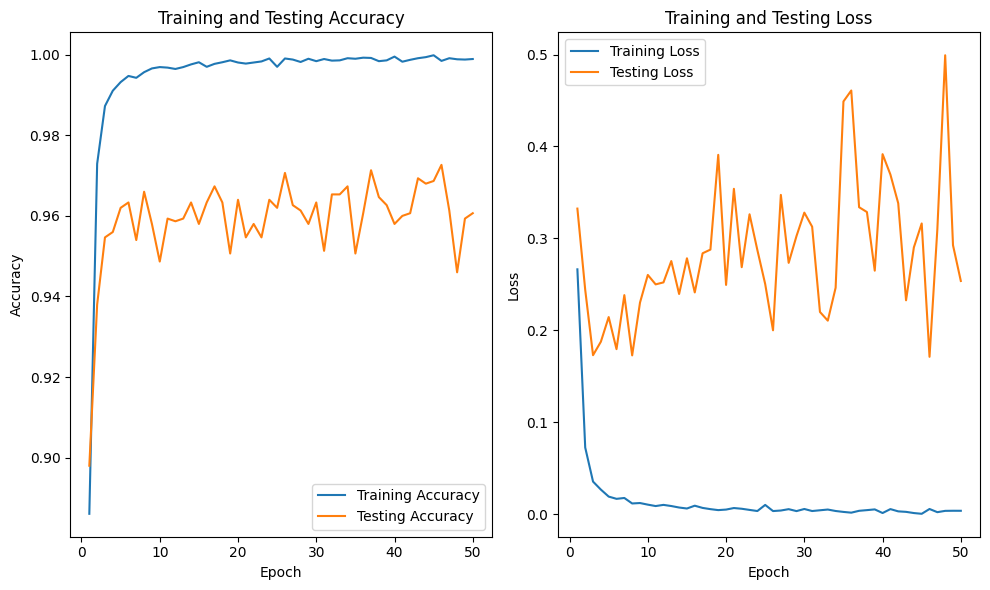 Training and Testing Accuracy
1.00
0.98
0.96
0.94
0.92
0.90
Accuracy
Training Accuracy
Testing Accuracy
0 10 20 30 40 50
Epoch
Training and Testing Loss
Training Loss
Testing Loss
0.5
0.4
0.3
0.2
0.1
0.0
Loss
0 10 20 30 40 50
Epoch